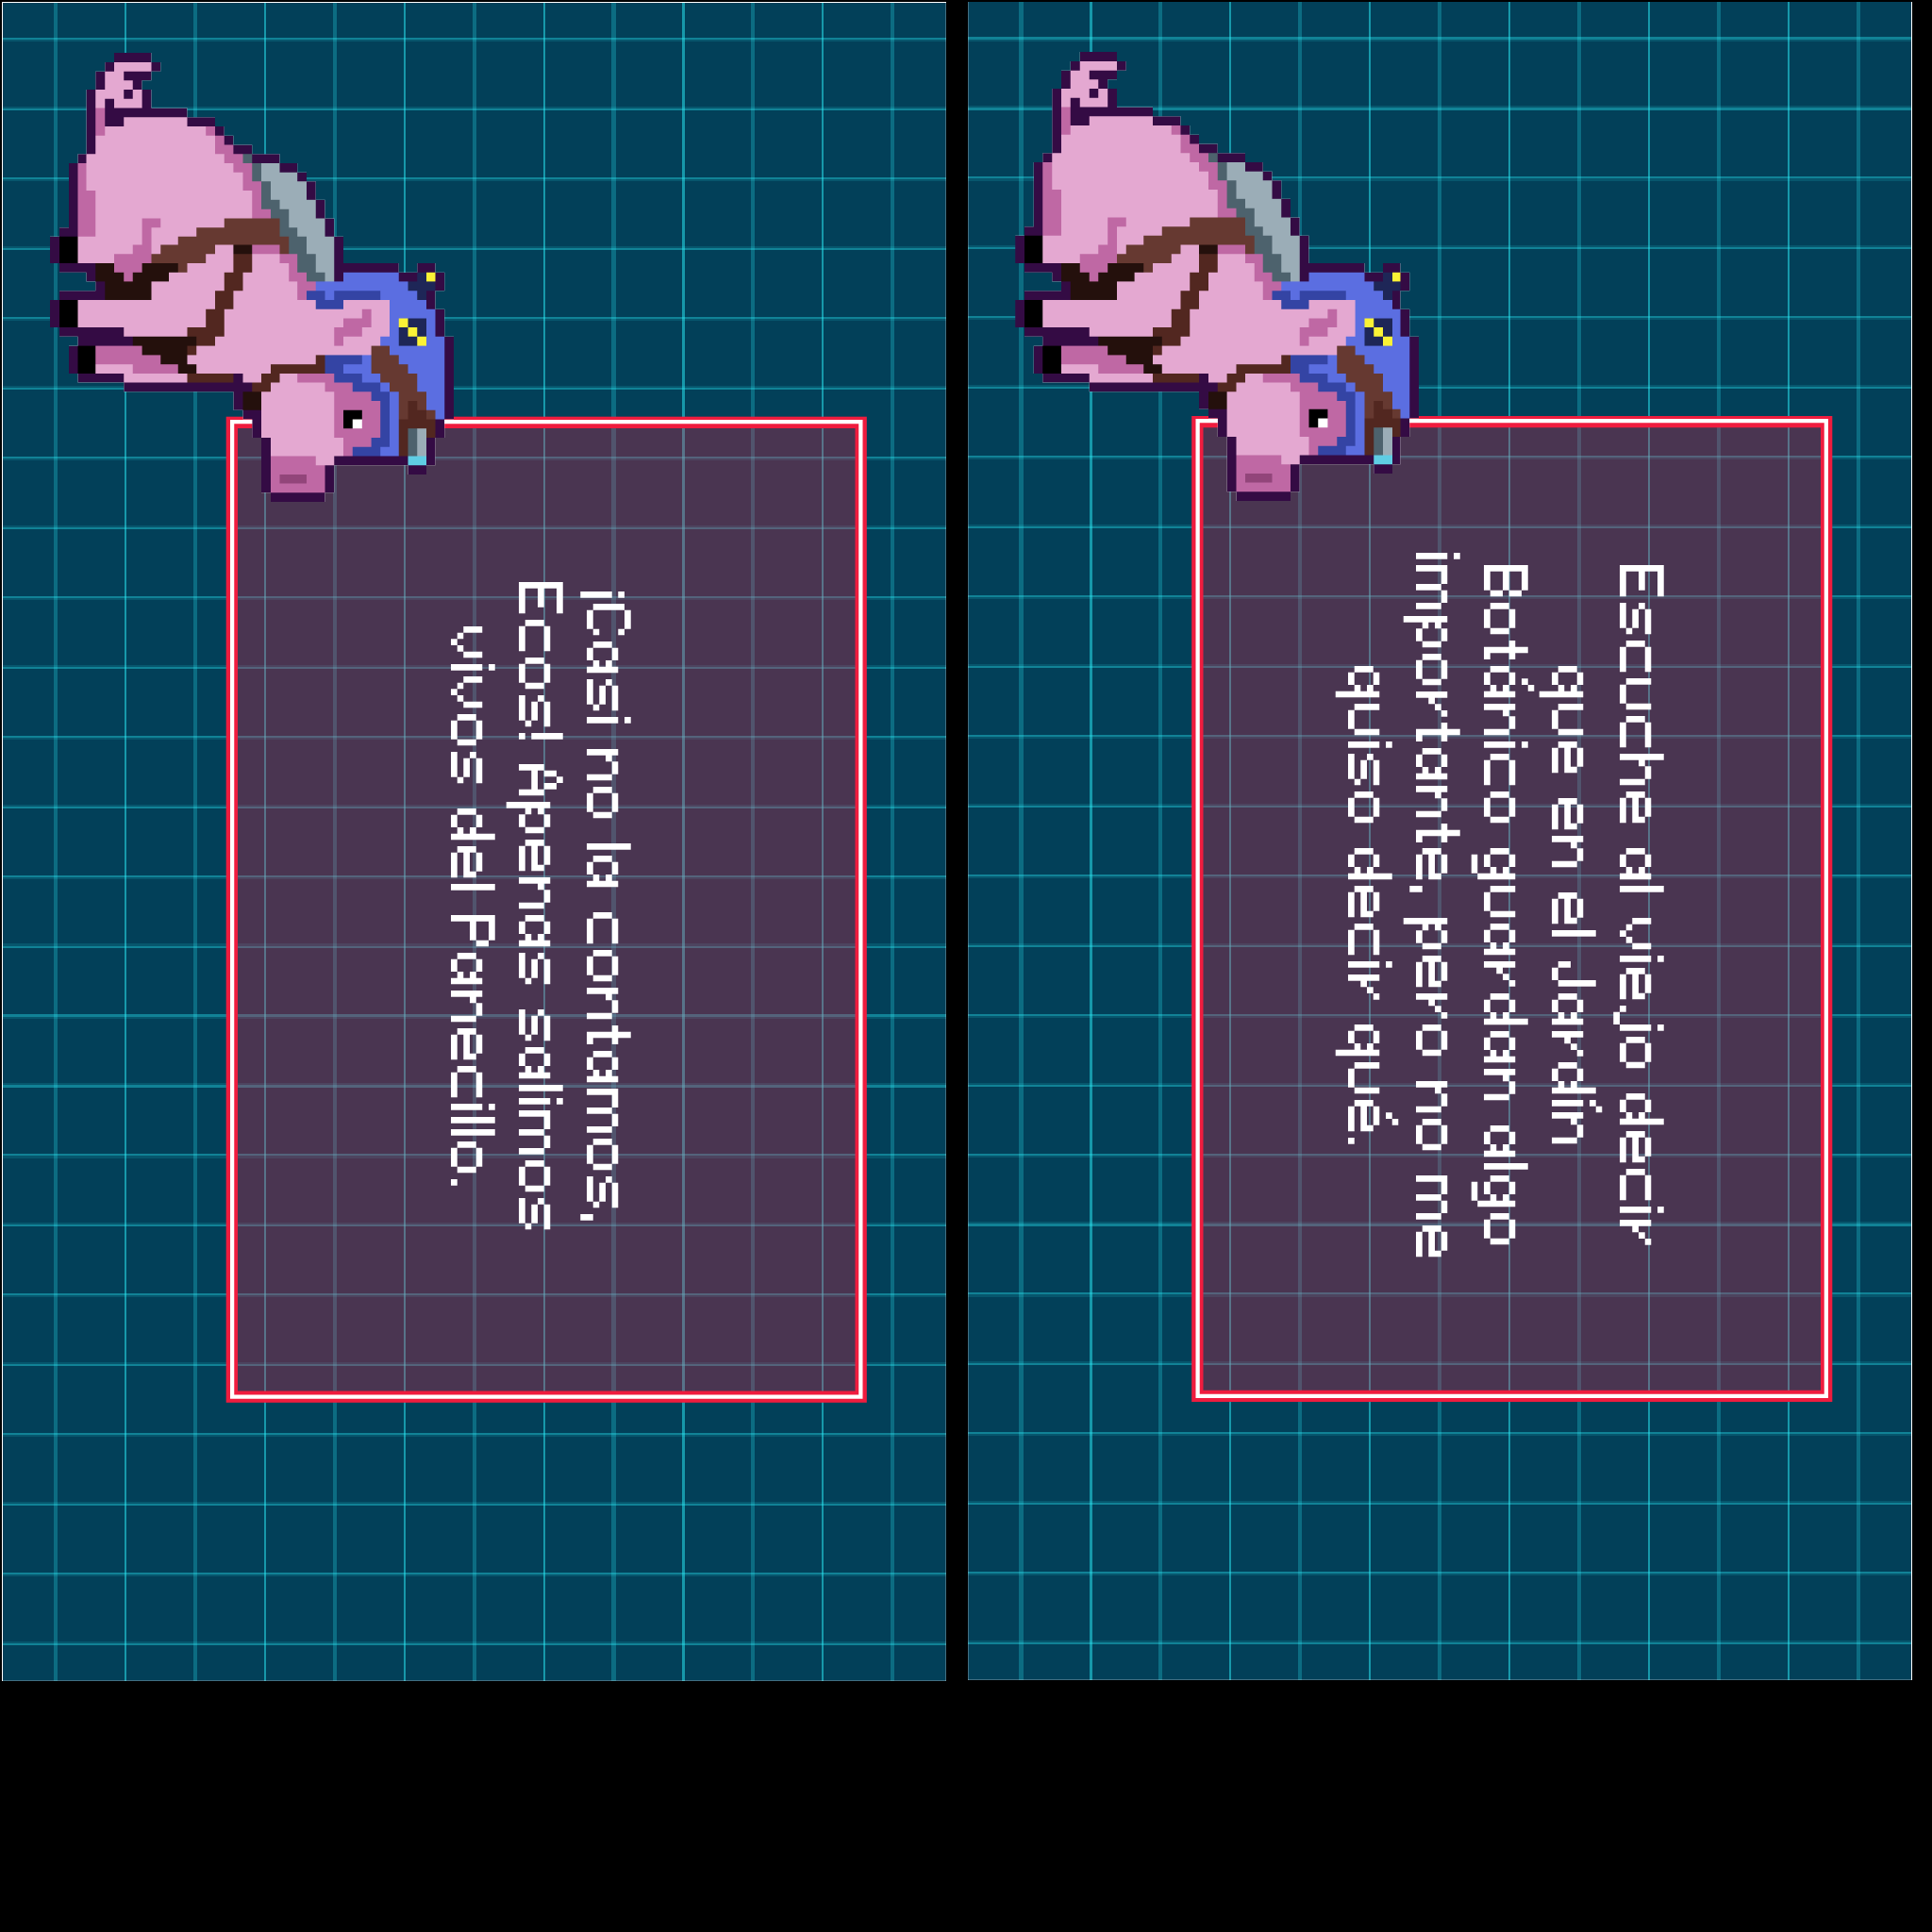 ¡Casi no la contamos,
Ecos! Apenas salimos
vivos del Panecillo.
Escuche al viejo decir
que en el Jardín
Botánico guardan algo
importante, pero no me
quiso decir qué.